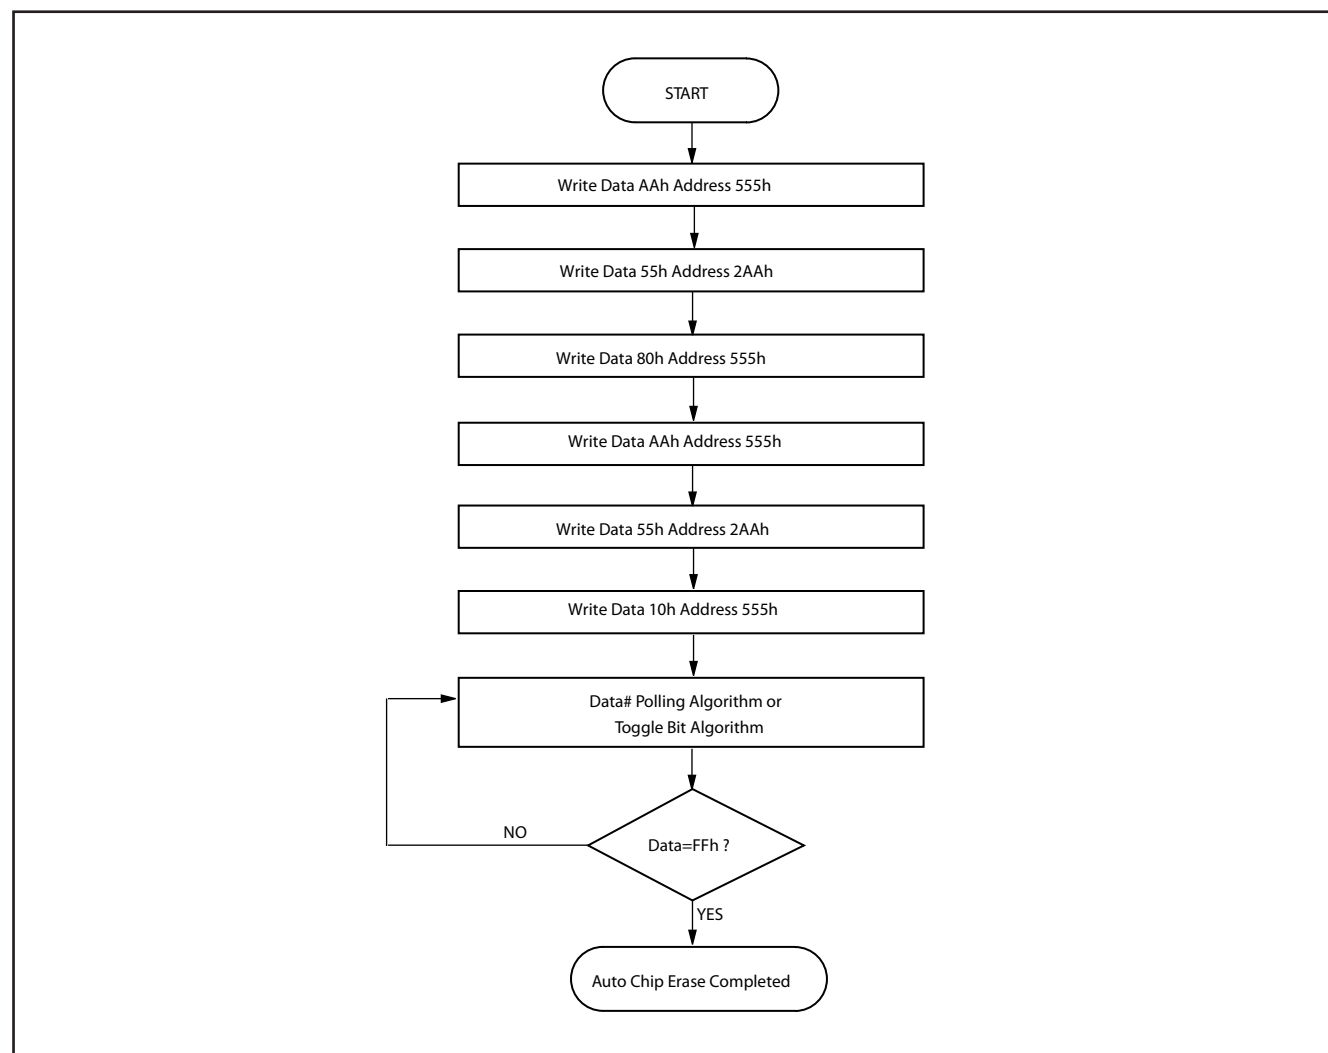 START
Write Data AAh Address 555h
Write Data 55h Address 2AAh
Write Data 80h Address 555h
Write Data AAh Address 555h
Write Data 55h Address 2AAh
Write Data 10h Address 555h
Data# Polling Algorithm or
Toggle Bit Algorithm
NO
Data=FFh ?
YES
Auto Chip Erase Completed